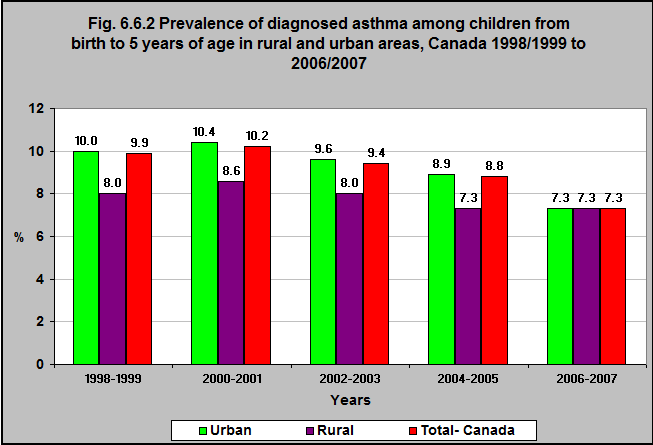 Fig. 6.6.2 Prevalence of diagnosed asthma among children from
birth to 5 years of age in rural and urban areas, Canada 1998/1999 to
2006/2007
12
10
8
6
4
2
0
%
10.0 8.0 9.9
10.4 8.6 10.2
9.6 8.0 9.4
8.9 7.3 8.8
7.3 7.3 7.3
1998-1999 2000-2001 2002-2003 2004-2005 2006-2007
Years
Urban Rural Total- Canada